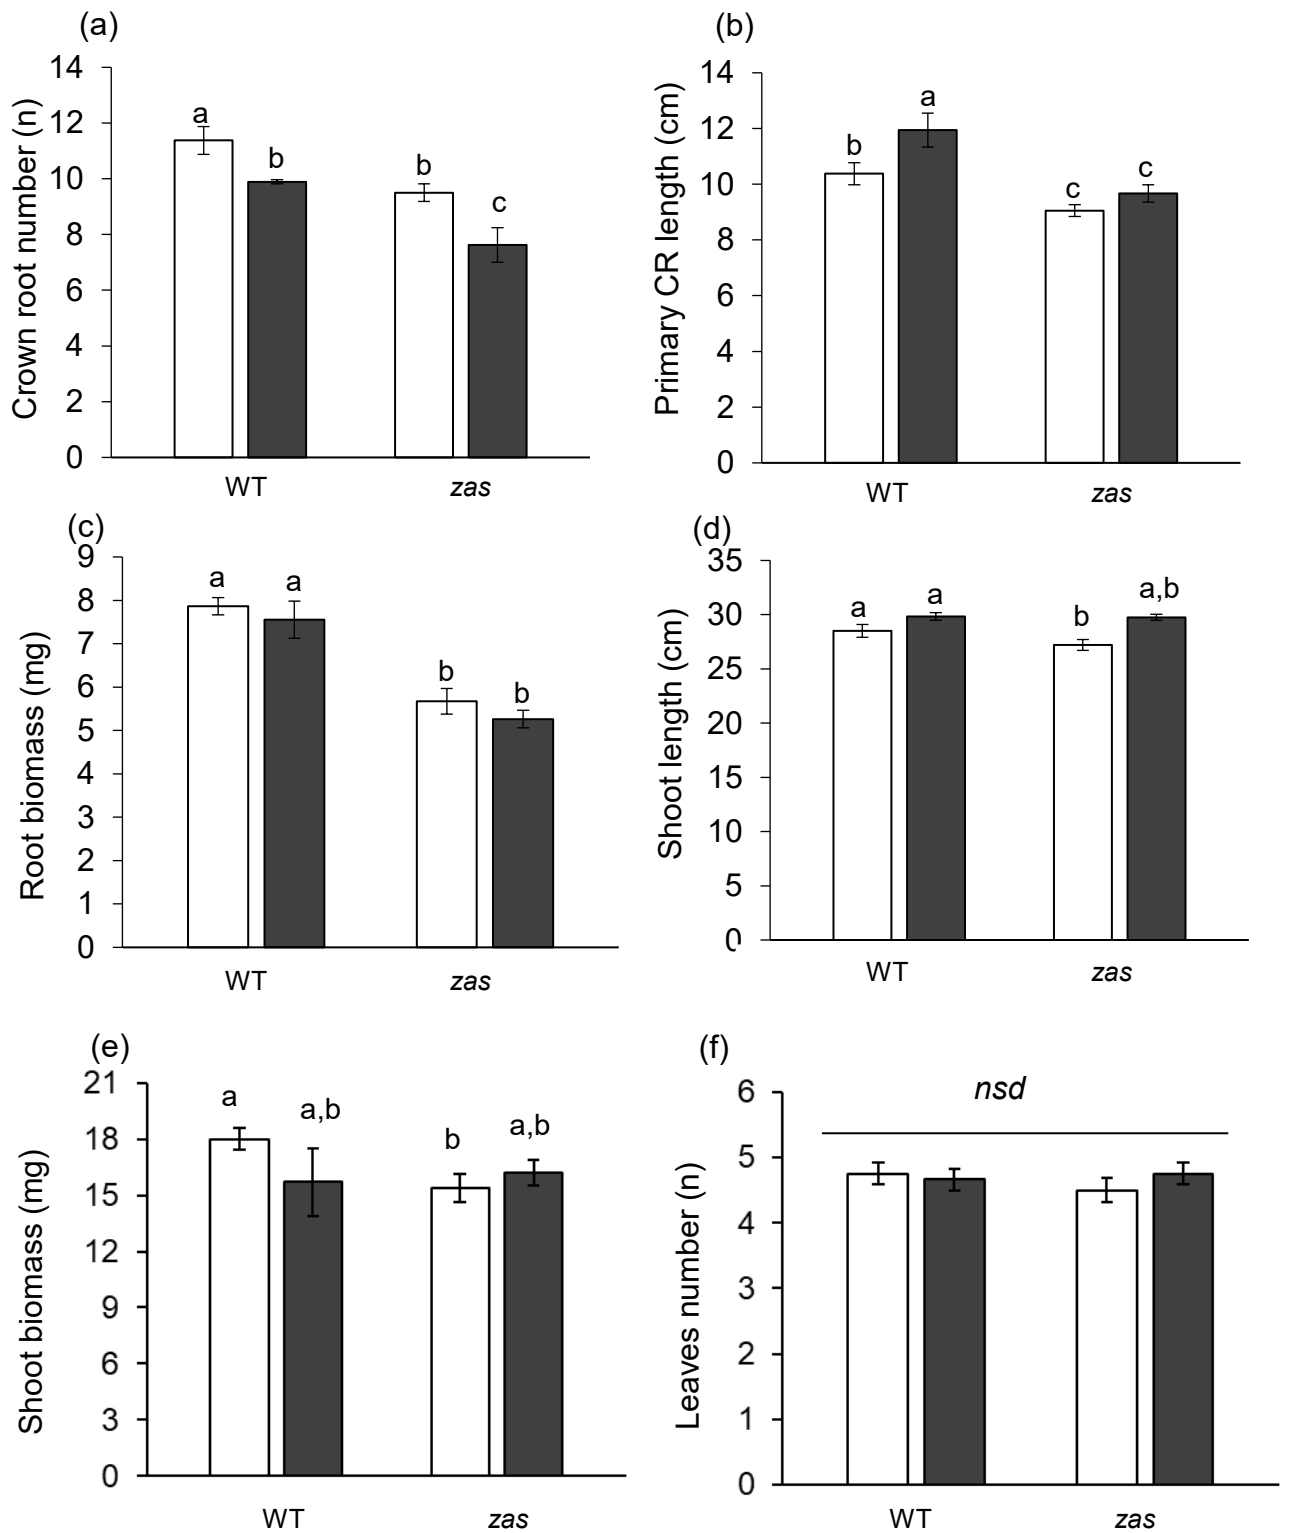 (a)
Crown root number (n)
14
12
10
8
6
4
2
0
a
b
b
c
WT
zas
(b)
Primary CR length (cm)
14
12
10
8
6
4
2
0
b
a
c
c
WT
zas
(c)
Root biomass (mg)
9
8
7
6
5
4
3
2
1
0
a
a
b
b
WT
zas
(d)
Shoot length (cm)
35
30
25
20
15
10
5
0
a
a
b
a,b
WT
zas
(e)
Shoot biomass (mg)
21
18
15
12
9
6
3
0
a
a,b
b
a,b
WT
zas
(f)
Leaves number (n)
6
5
4
3
2
1
0
nsd
WT
zas